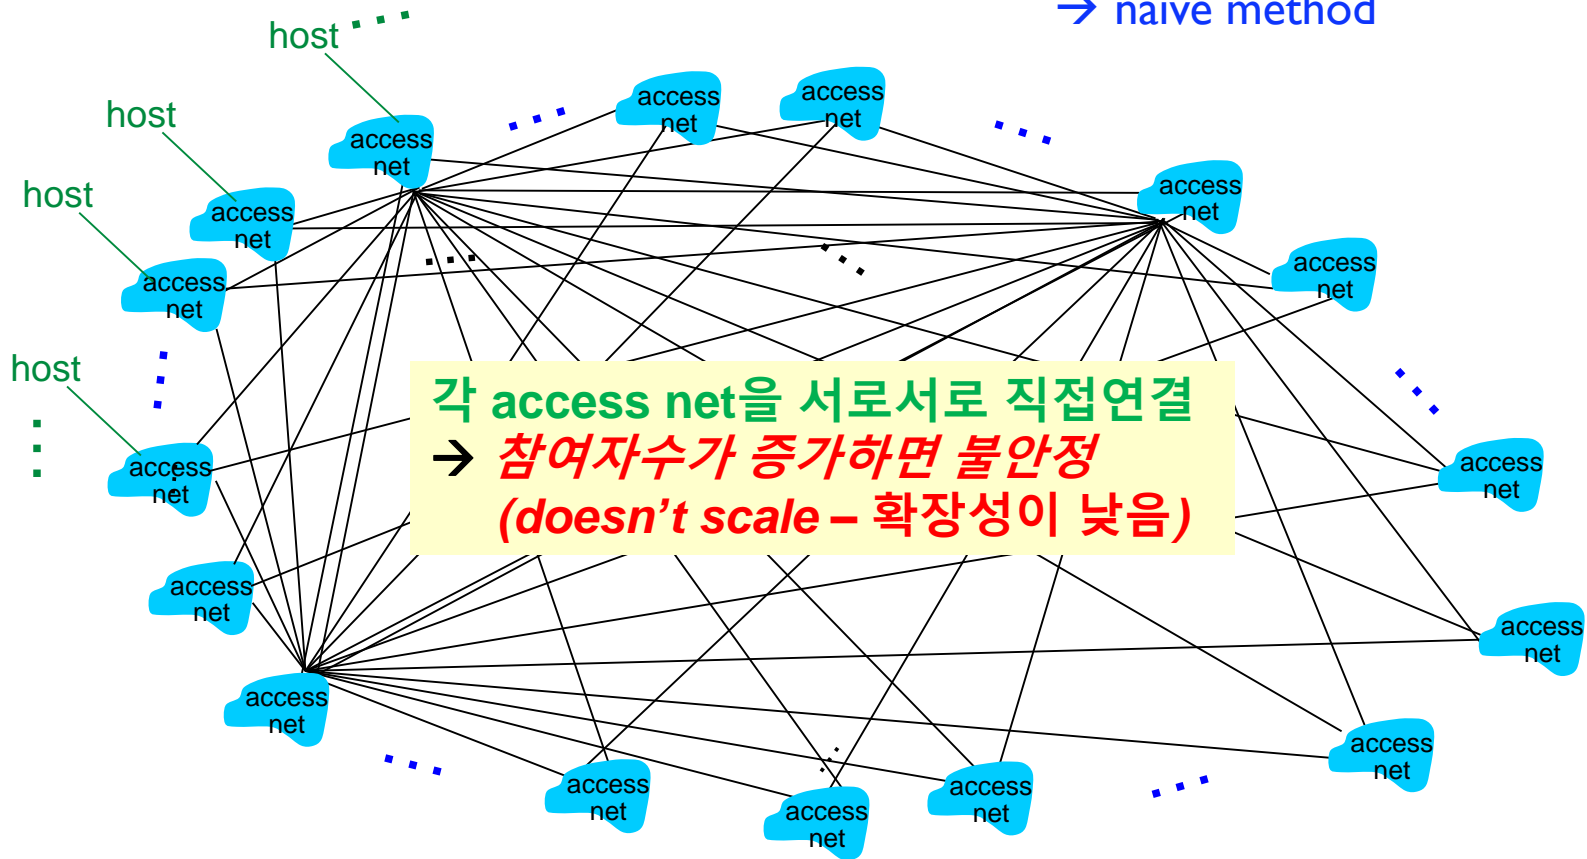 → naïve method
host
host
host
host
access
net
access
net
access
net
access
net
access
net
access
net
access
net
access
net
각 access net을 서로서로 직접연결
→ 참여자수가 증가하면 불안정
(doesn’t scale – 확장성이 낮음)
access
net
access
net
access
net
access
net
access
net
access
net
access
net
access
net
access
net